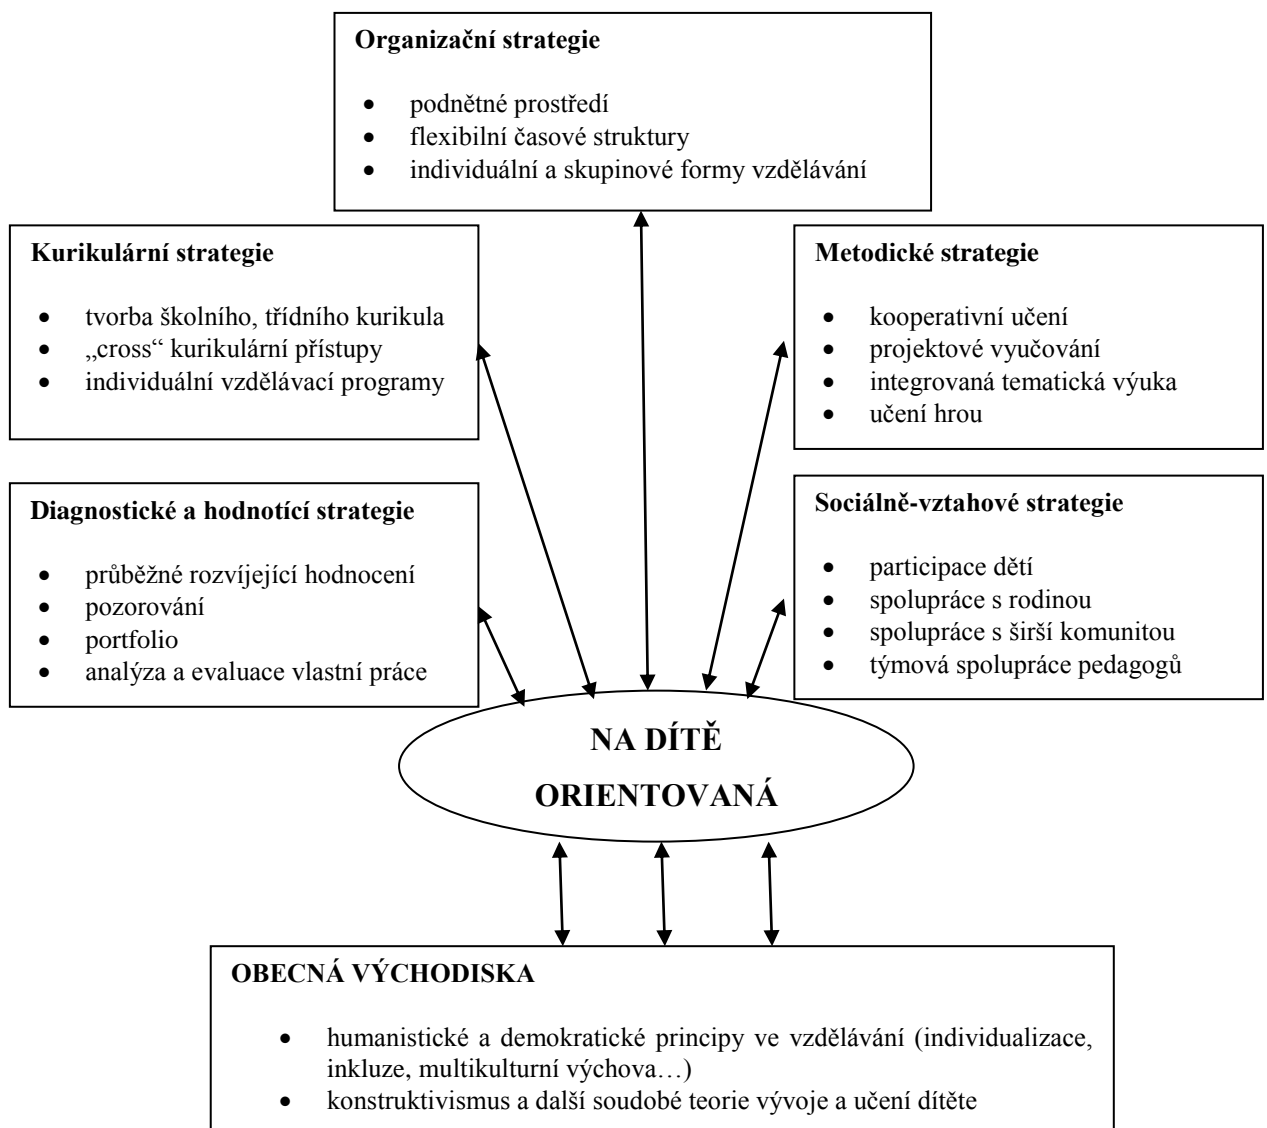 Organizační strategie
• podnětné prostředí
• flexibilní časové struktury
• individuální a skupinové formy vzdělávání
Kurikulární strategie
• tvorba školního, třídního kurikula
• „cross“ kurikulární přístupy
• individuální vzdělávací programy
Metodické strategie
• kooperativní učení
• projektové vyučování
• integrovaná tematická výuka
• učení hrou
Diagnostické a hodnotící strategie
• průběžné rozvíjející hodnocení
• pozorování
• portfolio
• analýza a evaluace vlastní práce
Sociálně-vztahové strategie
• participace dětí
• spolupráce s rodinou
• spolupráce s širší komunitou
• týmová spolupráce pedagogů
NA DÍTĚ
ORIENTOVANÁ
OBECNÁ VÝCHODISKA
• humanistické a demokratické principy ve vzdělávání (individualizace,
inkluze, multikulturní výchova…)
• konstruktivismus a další soudobé teorie vývoje a učení dítěte